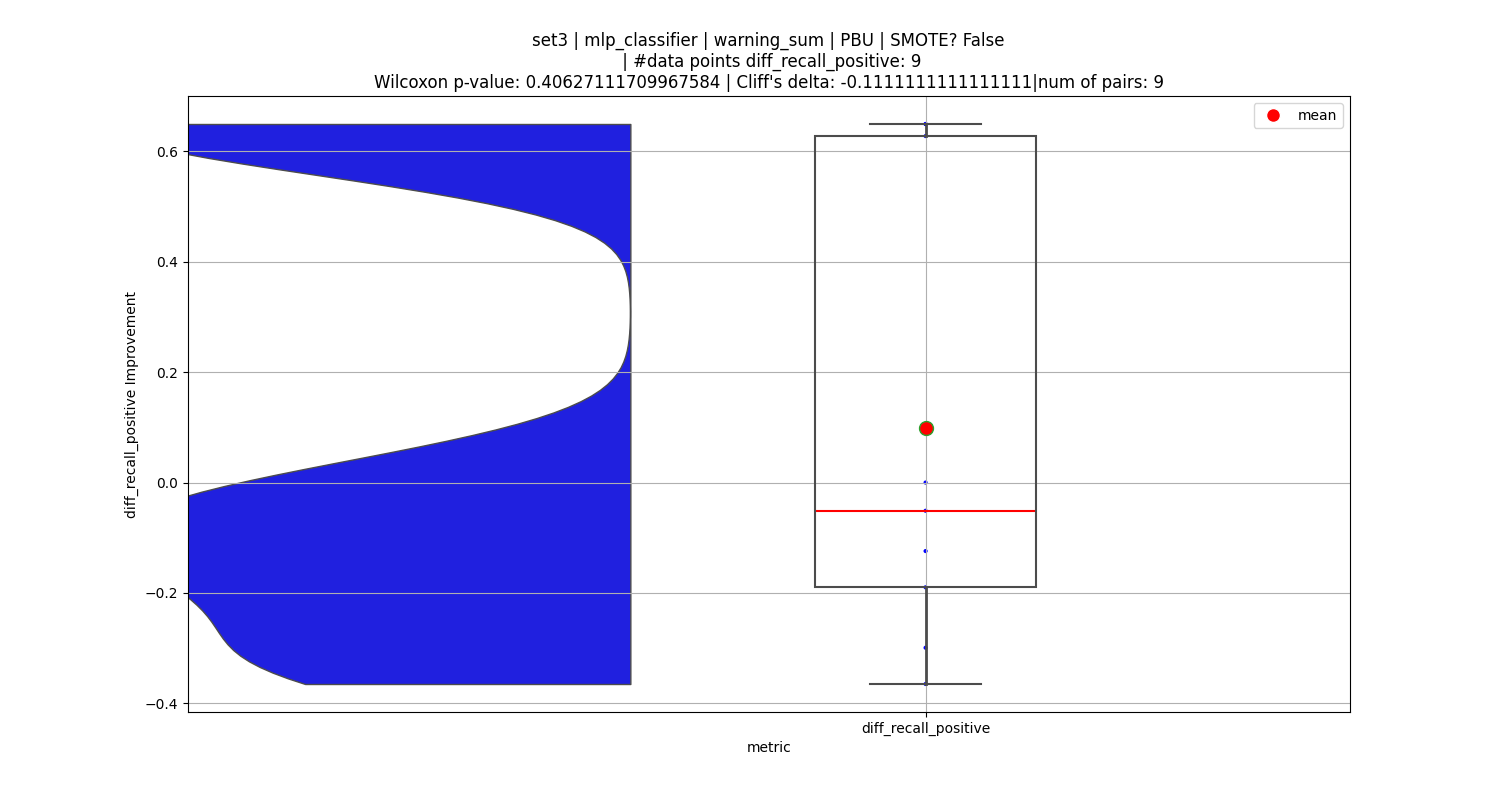 set3 | mlp_classifier | warning_sum | PBU | SMOTE? False
| #data points diff_recall_positive: 9
Wilcoxon p-value: 0.40627111709967584 | Cliff's delta: -0.1111111111111111|num of pairs: 9
mean
0.6
0.4
0.2
0.0
−0.2
−0.4
diff_recall_positive Improvement
diff_recall_positive
metric